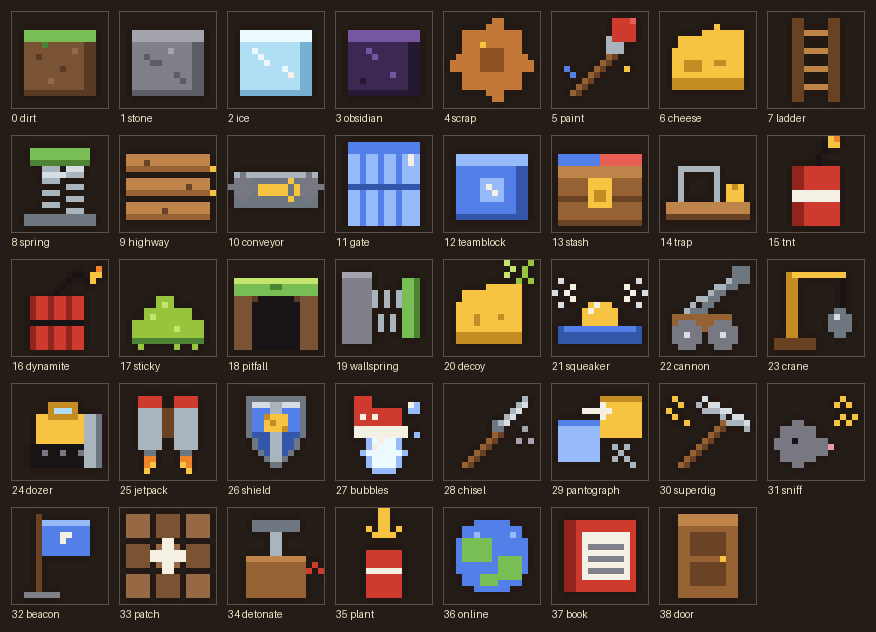 0 dirt
1 stone
2 ice
3 obsidian
4 scrap
5 paint
6 cheese
7 ladder
8 spring
9 highway
10 conveyor
11 gate
12 teamblock
13 stash
14 trap
15 tnt
16 dynamite
17 sticky
18 pitfall
19 wallspring
20 decoy
21 squeaker
22 cannon
23 crane
24 dozer
25 jetpack
26 shield
27 bubbles
28 chisel
29 pantograph
30 superdig
31 sniff
32 beacon
33 patch
34 detonate
35 plant
36 online
37 book
38 door